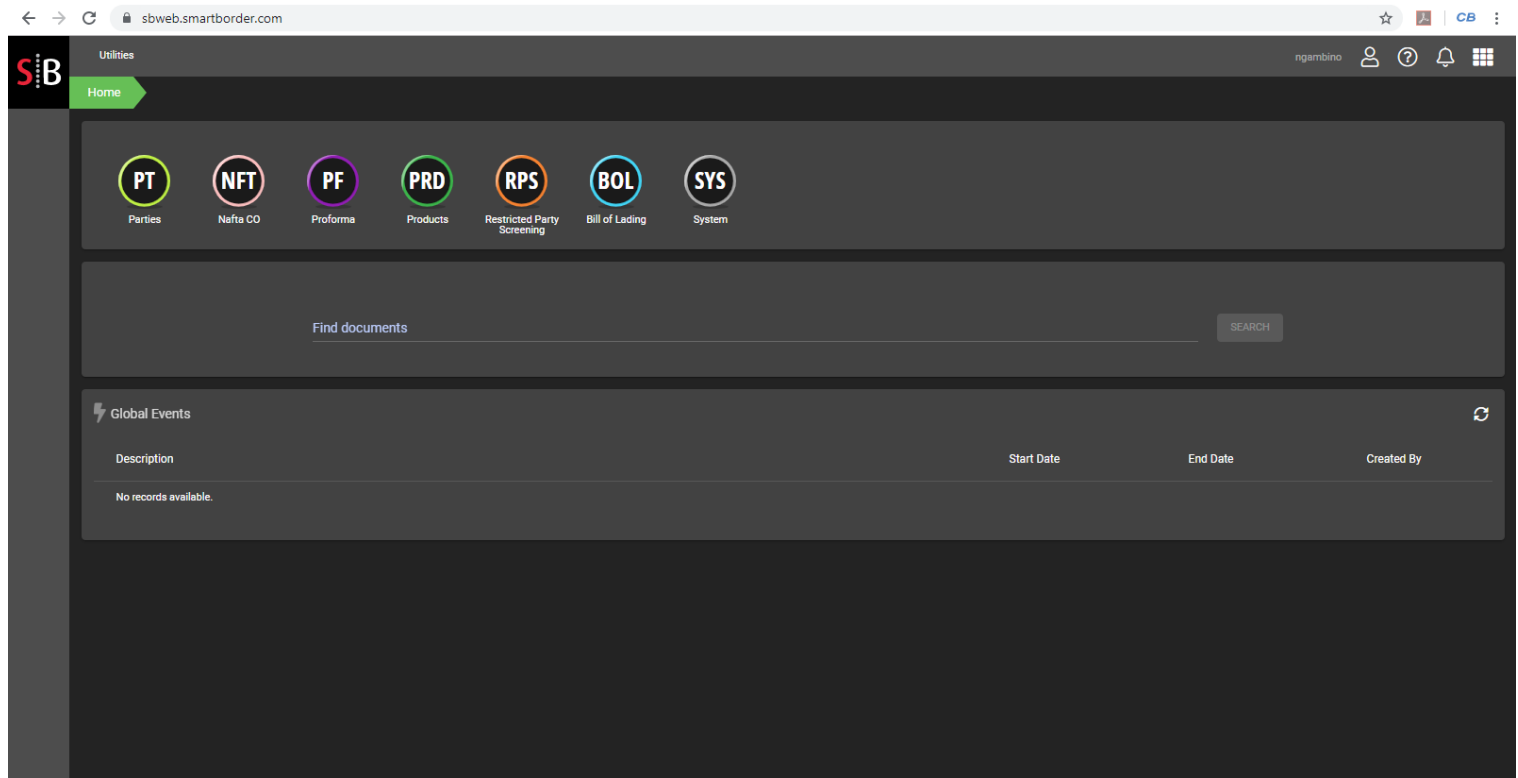 sbweb.smartborder.com
CB
SB
Utilities
ngambino
Home
PT
NFT
PF
PRD
RPS
BOL
SYS
Parties
Nafta CO
Proforma
Products
Restricted Party
Screening
Bill of Lading
System
Find documents
SEARCH
Global Events
Description
Start Date
End Date
Created By
No records available.